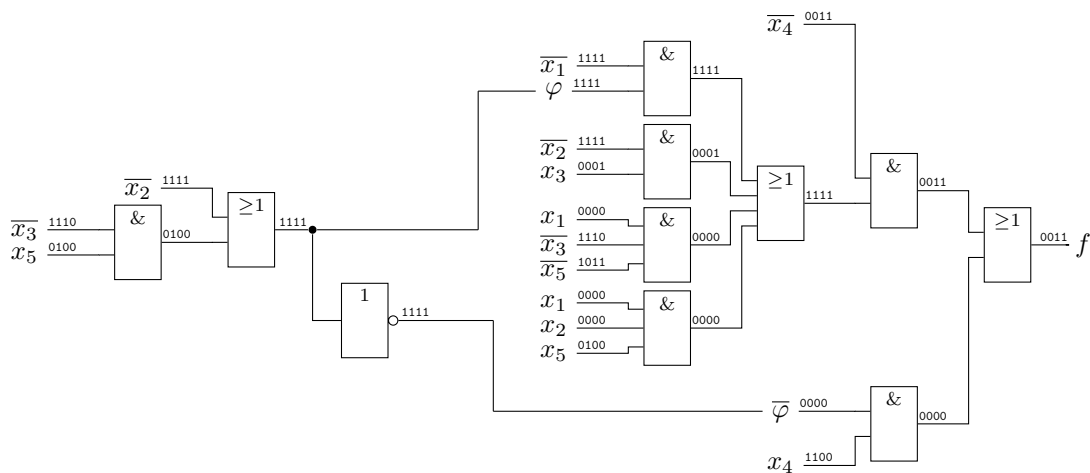 x̅₄ 0011
x̅₁ 1111
φ 1111
& 1111
x̅₂ 1111
x₃ 0001
& 0001
x₁ 0000
x̅₃ 1110
x̅₅ 1011
& 0000
x₁ 0000
x₂ 0000
x₅ 0100
& 0000
≥1 1111
& 0011
≥1 0011 f
x̅₂ 1111
x̅₃ 1110
x₅ 0100
& 0100
≥1 1111
1 1111
φ̅ 0000
x₄ 1100
& 0000